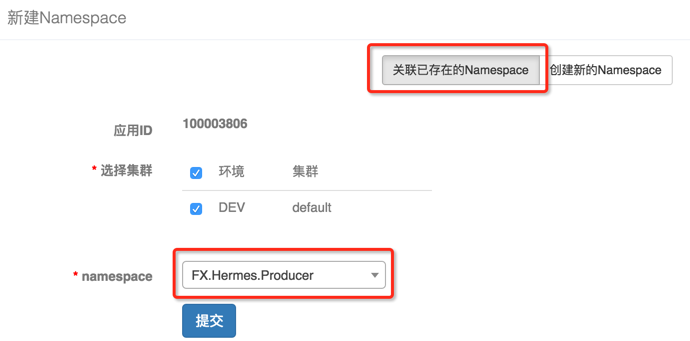 新建Namespace
关联已存在的Namespace 创建新的Namespace
应用ID 100003806
* 选择集群 环境 集群
DEV default
* namespace FX.Hermes.Producer
提交